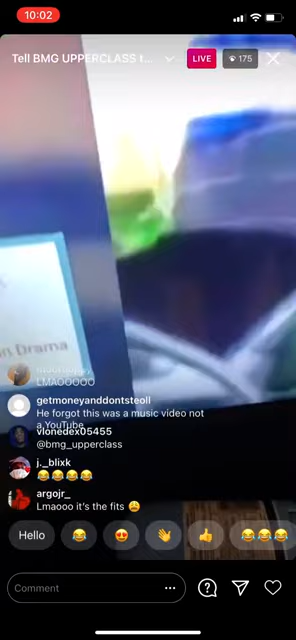 10:02
Tell BMG UPPERCLASS t...
LIVE
175
n Drama
LMAOOOOO
getmoneyanddontsteoll
He forgot this was a music video not
a YouTube
vlonedex05455
@bmg_upperclass
j._blixk
😂😂😂😂
argojr_
Lmaooo it's the fits 😩
Hello 😂 😍 👋 👍 😂😂😂
Comment ...